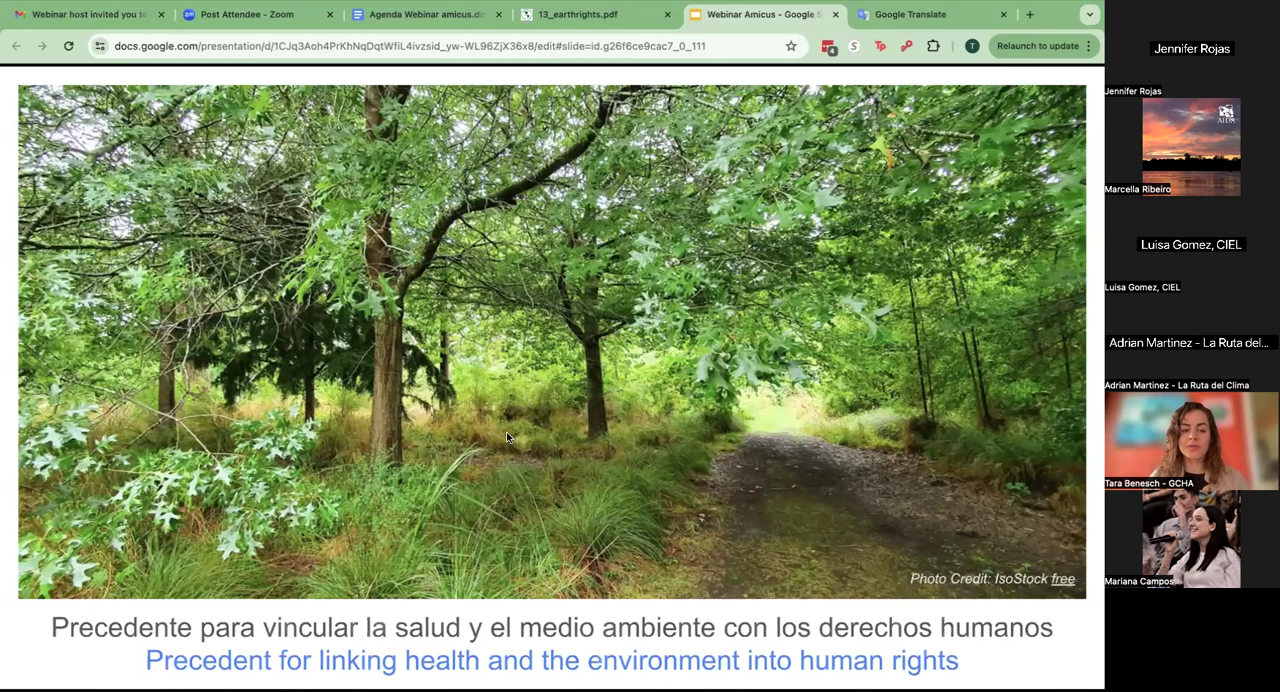 Webinar host invited you to
Post Attendee - Zoom
Agenda Webinar amicus.do
13_earthrights.pdf
Webinar Amicus - Google S
Google Translate
docs.google.com/presentation/d/1CJq3Aoh4PrKhNqDqtWfiL4ivzsid_yw-WL96ZjX36x8/edit#slide=id.g26f6ce9cac7_0_111
4
S
Tp
T
Relaunch to update
Photo Credit: IsoStock free
Precedente para vincular la salud y el medio ambiente con los derechos humanos
Precedent for linking health and the environment into human rights
Jennifer Rojas
Jennifer Rojas
AIDA
Marcella Ribeiro
Luisa Gomez, CIEL
Luisa Gomez, CIEL
Adrian Martinez - La Ruta del...
Adrian Martinez - La Ruta del Clima
Tara Benesch - GCHA
Mariana Campos